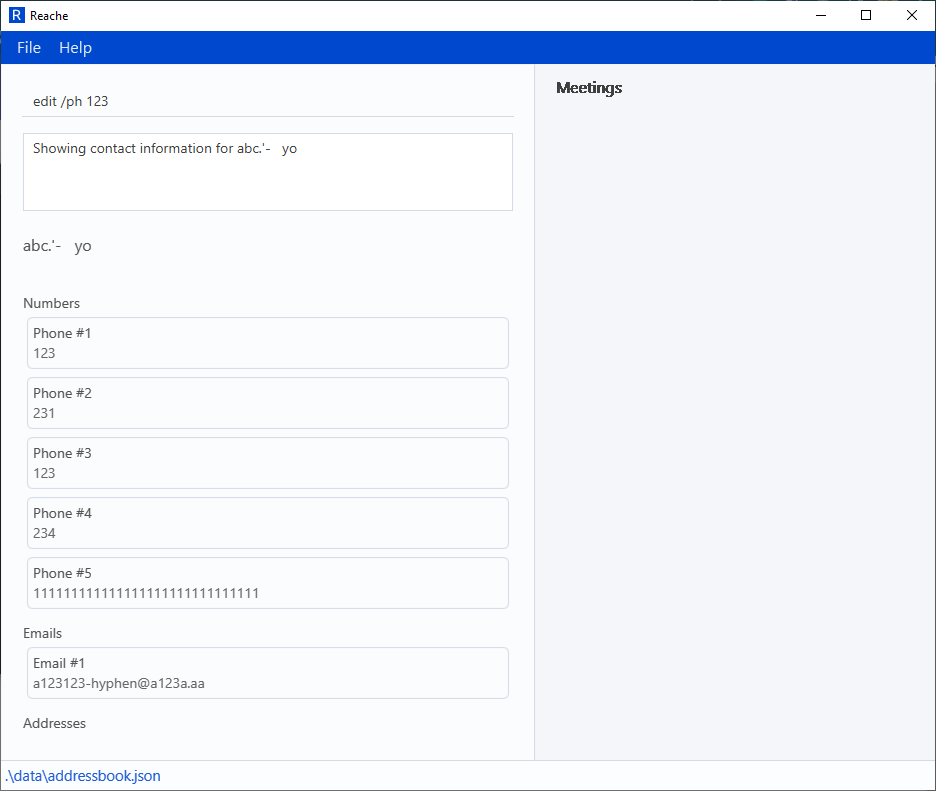 Reache
File Help
edit /ph 123
Showing contact information for abc.'-   yo
abc.'-   yo
Numbers
Phone #1
123
Phone #2
231
Phone #3
123
Phone #4
234
Phone #5
111111111111111111111111111111
Emails
Email #1
a123123-hyphen@a123a.aa
Addresses
Meetings
.\data\addressbook.json